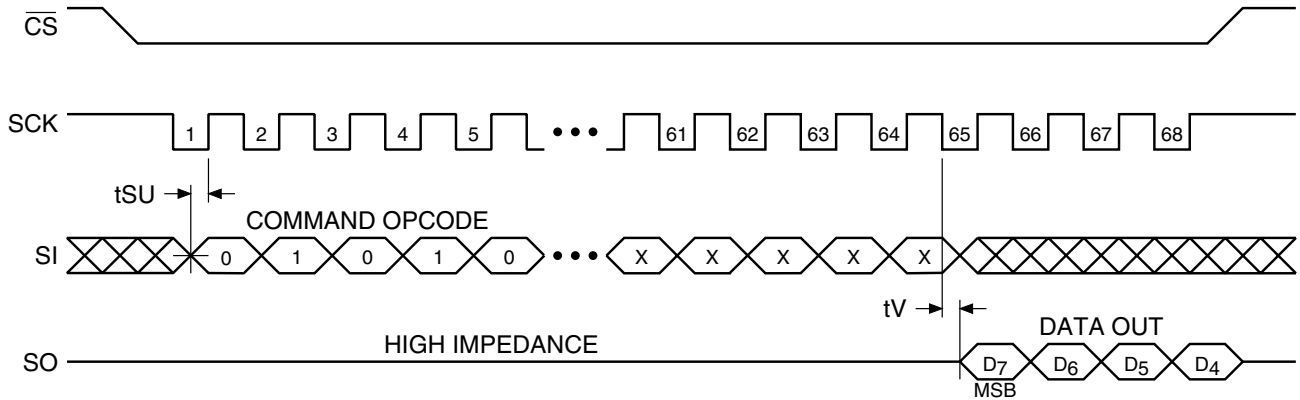 CS
SCK 1 2 3 4 5 ••• 61 62 63 64 65 66 67 68
tSU
COMMAND OPCODE
SI 0 1 0 1 0 ••• X X X X X
tV
DATA OUT
HIGH IMPEDANCE
SO D7 D6 D5 D4
MSB